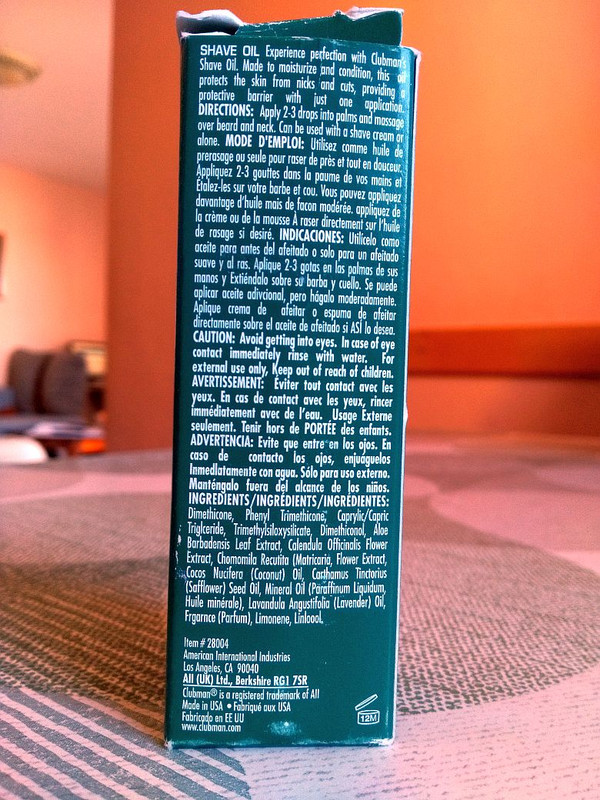 SHAVE OIL Experience perfection with Clubman's
Shave Oil. Made to moisturize and condition, this oil
protects the skin from nicks and cuts, providing a
protective barrier with just one application.
DIRECTIONS: Apply 2-3 drops into palms and massage
over beard and neck. Can be used with a shave cream or
alone. MODE D'EMPLOI: Utilisez comme huile de
prerasage ou seule pour raser de près et tout en douceur.
Appliquez 2-3 gouttes dans la paume de vos mains et
Étalez-les sur votre barbe et cou. Vous pouvez appliquez
davantage d'huile mais de facon modérée. appliquez de
la crème ou de la mousse À raser directement sur l'huile
de rasage si desiré. INDICACIONES: Utilícelo como
aceite para antes del afeitado o solo para un afeitado
suave y al ras. Aplique 2-3 gotas en las palmas de sus
manos y Extiéndalo sobre su barba y cuello. Se puede
aplicar aceite adivcional, pero hágalo moderadamente.
Aplique crema de afeitar o espuma de afeitar
directamente sobre el aceite de afeitado si ASÍ lo desea.
CAUTION: Avoid getting into eyes. In case of eye
contact immediately rinse with water. For
external use only, Keep out of reach of children.
AVERTISSEMENT: Éviter tout contact avec les
yeux. En cas de contact avec les yeux, rincer
immédiatement avec de l'eau. Usage Externe
seulement. Tenir hors de PORTÉE des enfants.
ADVERTENCIA: Evite que entre en los ojos. En
caso de contacto los ojos, enjuáguelos
Inmedlatamente con agua. Sólo para uso externo.
Manténgalo fuera del alcance de los niños.
INGREDIENTS/INGRÉDIENTS/INGREDIENTES:
Dimethicone, Phenyl Trimethicone, Caprylic/Capric
Triglceride, Trimethylsiloxysilicate, Dimethiconol, Aloe
Barbadensis Leaf Extract, Calendula Officinalis Flower
Extract, Chamomila Recutita (Matricaria, Flower Extract,
Cocos Nucifera (Coconut) Oil, Carthamus Tinctorius
(Safflower) Seed Oil, Mineral Oil (Paraffinum Liquidum,
Huile minérale), Lavandula Angustifolia (Lavender) Oil,
Frgarnce (Parfum), Limonene, Linloool.
Item # 28004
American International Industries
Los Angeles, CA 90040
AII (UK) Ltd., Berkshire RG1 7SR
Clubman® is a registered trademark of AII
Made in USA • Fabriqué aux USA
Fabricado en EE UU
www.clubman.com
12M